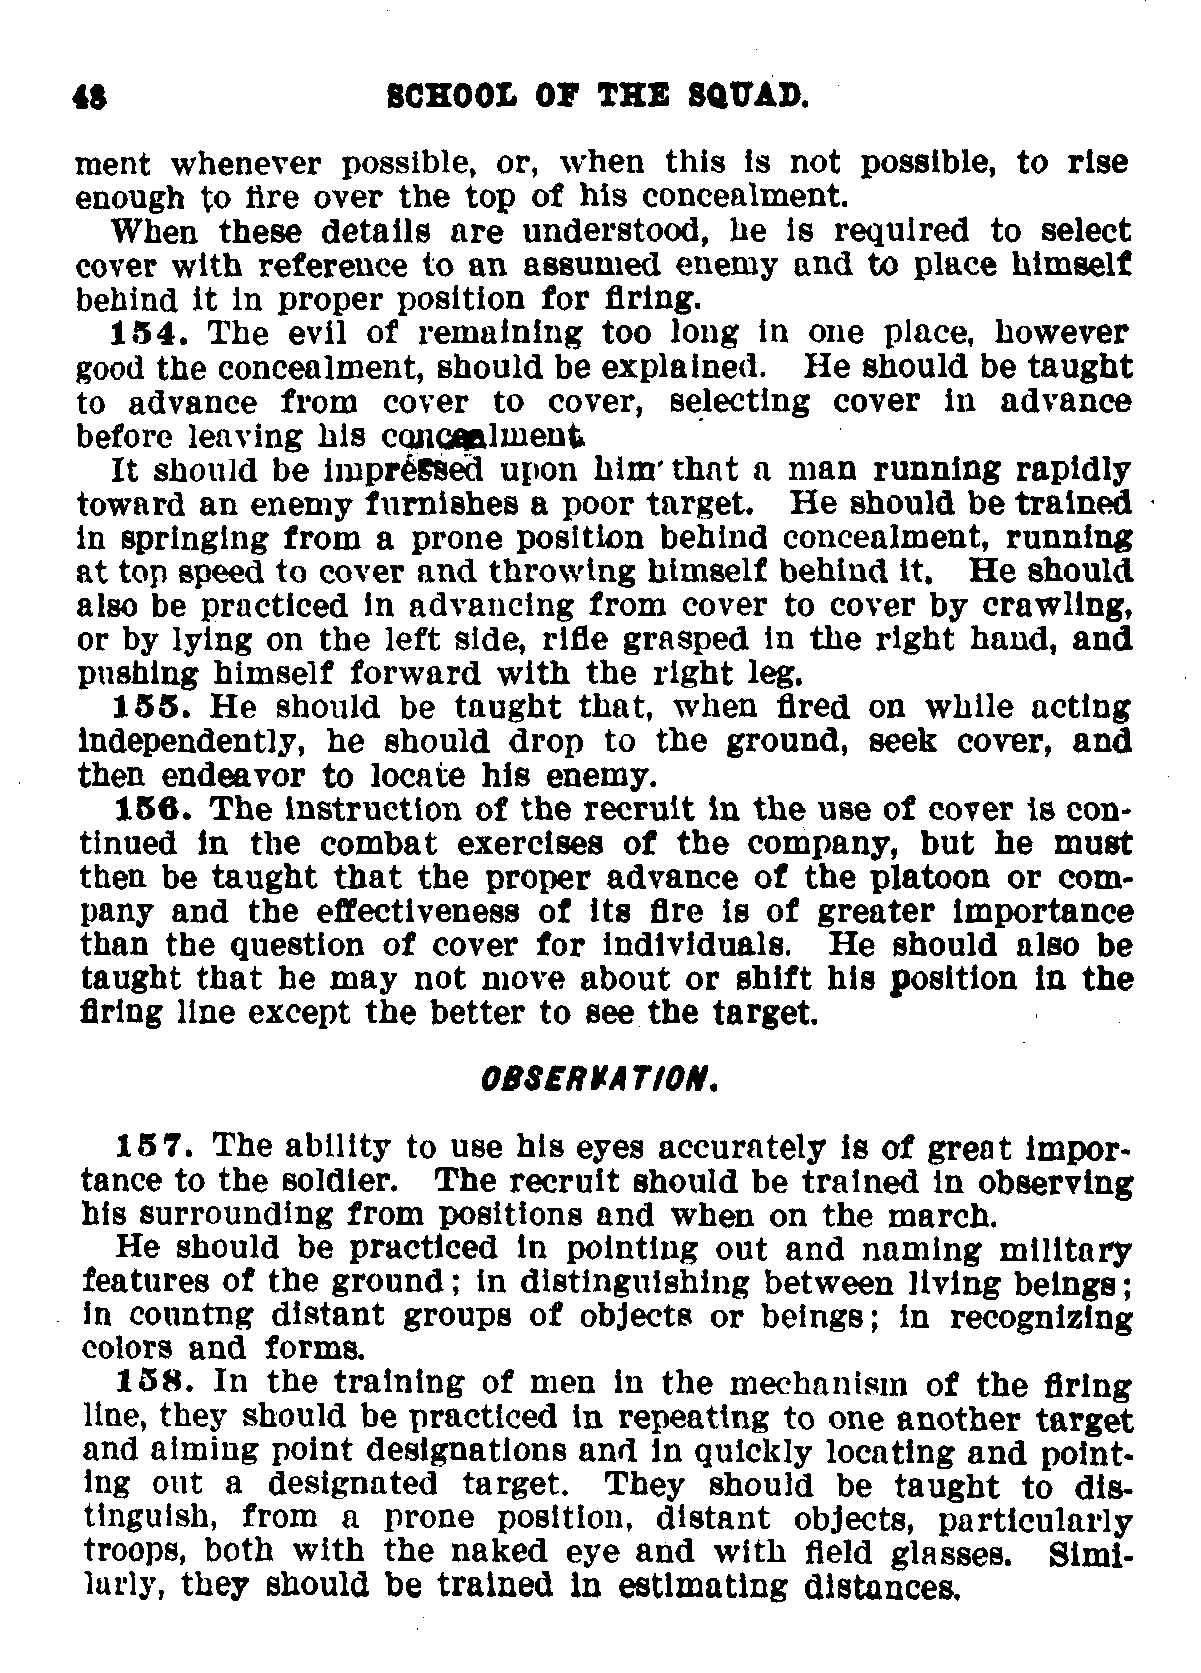 48 SCHOOL OF THE SQUAD.
ment whenever possible, or, when this is not possible, to rise
enough to fire over the top of his concealment.
When these details are understood, he is required to select
cover with reference to an assumed enemy and to place himself
behind it in proper position for firing.
154. The evil of remaining too long in one place, however
good the concealment, should be explained. He should be taught
to advance from cover to cover, selecting cover in advance
before leaving his concealment.
It should be impressed upon him that a man running rapidly
toward an enemy furnishes a poor target. He should be trained
in springing from a prone position behind concealment, running
at top speed to cover and throwing himself behind it. He should
also be practiced in advancing from cover to cover by crawling,
or by lying on the left side, rifle grasped in the right hand, and
pushing himself forward with the right leg.
155. He should be taught that, when fired on while acting
independently, he should drop to the ground, seek cover, and
then endeavor to locate his enemy.
156. The instruction of the recruit in the use of cover is con-
tinued in the combat exercises of the company, but he must
then be taught that the proper advance of the platoon or com-
pany and the effectiveness of its fire is of greater importance
than the question of cover for individuals. He should also be
taught that he may not move about or shift his position in the
firing line except the better to see the target.
OBSERVATION.
157. The ability to use his eyes accurately is of great impor-
tance to the soldier. The recruit should be trained in observing
his surrounding from positions and when on the march.
He should be practiced in pointing out and naming military
features of the ground; in distinguishing between living beings;
in countng distant groups of objects or beings; in recognizing
colors and forms.
158. In the training of men in the mechanism of the firing
line, they should be practiced in repeating to one another target
and aiming point designations and in quickly locating and point-
ing out a designated target. They should be taught to dis-
tinguish, from a prone position, distant objects, particularly
troops, both with the naked eye and with field glasses. Simi-
larly, they should be trained in estimating distances.